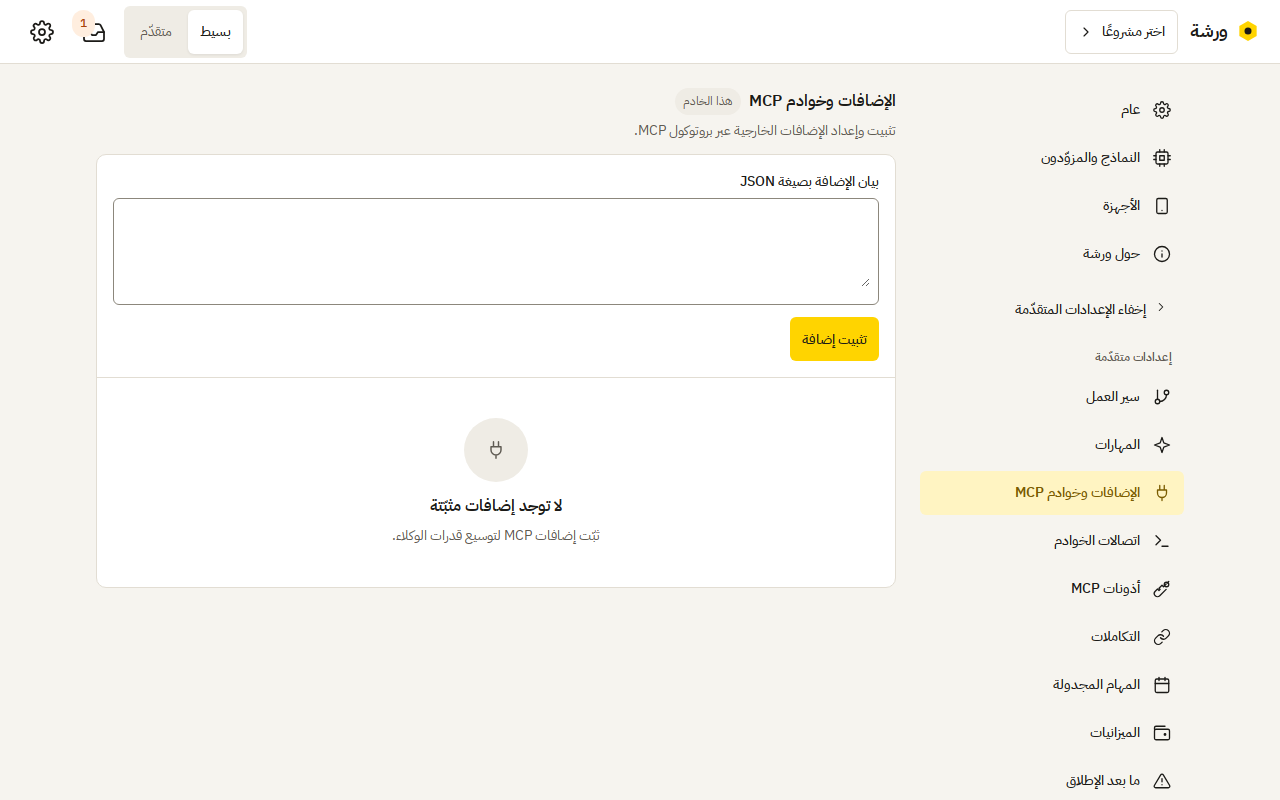 ورشة
اختر مشروعًا
بسيط
متقدّم
1
عام
النماذج والمزوّدون
الأجهزة
حول ورشة
إخفاء الإعدادات المتقدّمة
إعدادات متقدّمة
سير العمل
المهارات
الإضافات وخوادم MCP
اتصالات الخوادم
أذونات MCP
التكاملات
المهام المجدولة
الميزانيات
ما بعد الإطلاق
الإضافات وخوادم MCP هذا الخادم
تثبيت وإعداد الإضافات الخارجية عبر بروتوكول MCP.
بيان الإضافة بصيغة JSON
تثبيت إضافة
لا توجد إضافات مثبّتة
ثبّت إضافات MCP لتوسيع قدرات الوكلاء.